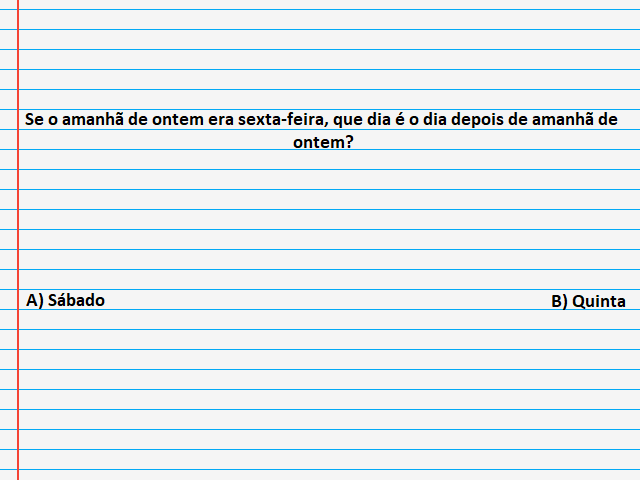 Se o amanhã de ontem era sexta-feira, que dia é o dia depois de amanhã de
ontem?
A) Sábado
B) Quinta